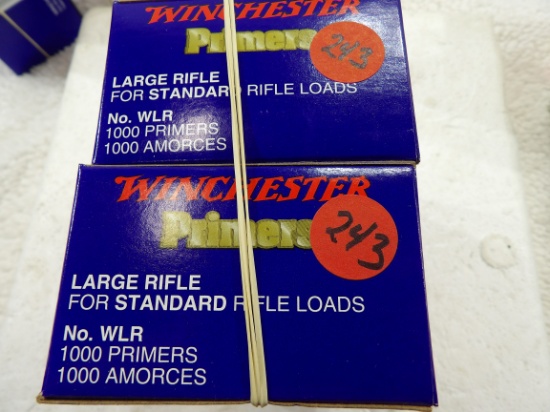 WINCHESTER
Primers
243
LARGE RIFLE
FOR STANDARD RIFLE LOADS
No. WLR
1000 PRIMERS
1000 AMORCES
WINCHESTER
Primers
243
LARGE RIFLE
FOR STANDARD RIFLE LOADS
No. WLR
1000 PRIMERS
1000 AMORCES